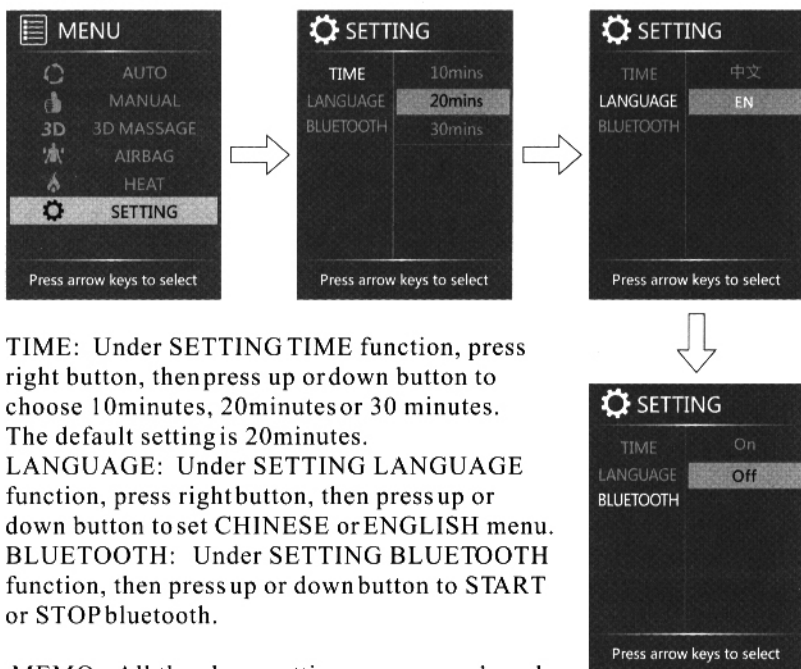 MENU
AUTO
MANUAL
3D 3D MASSAGE
AIRBAG
HEAT
SETTING
Press arrow keys to select
SETTING
TIME 10mins
LANGUAGE 20mins
BLUETOOTH 30mins
Press arrow keys to select
SETTING
TIME 中文
LANGUAGE EN
BLUETOOTH
Press arrow keys to select
TIME: Under SETTING TIME function, press
right button, then press up or down button to
choose 10minutes, 20minutes or 30 minutes.
The default setting is 20minutes.
LANGUAGE: Under SETTING LANGUAGE
function, press right button, then press up or
down button to set CHINESE or ENGLISH menu.
BLUETOOTH: Under SETTING BLUETOOTH
function, then press up or down button to START
or STOP bluetooth.
SETTING
TIME On
LANGUAGE Off
BLUETOOTH
Press arrow keys to select